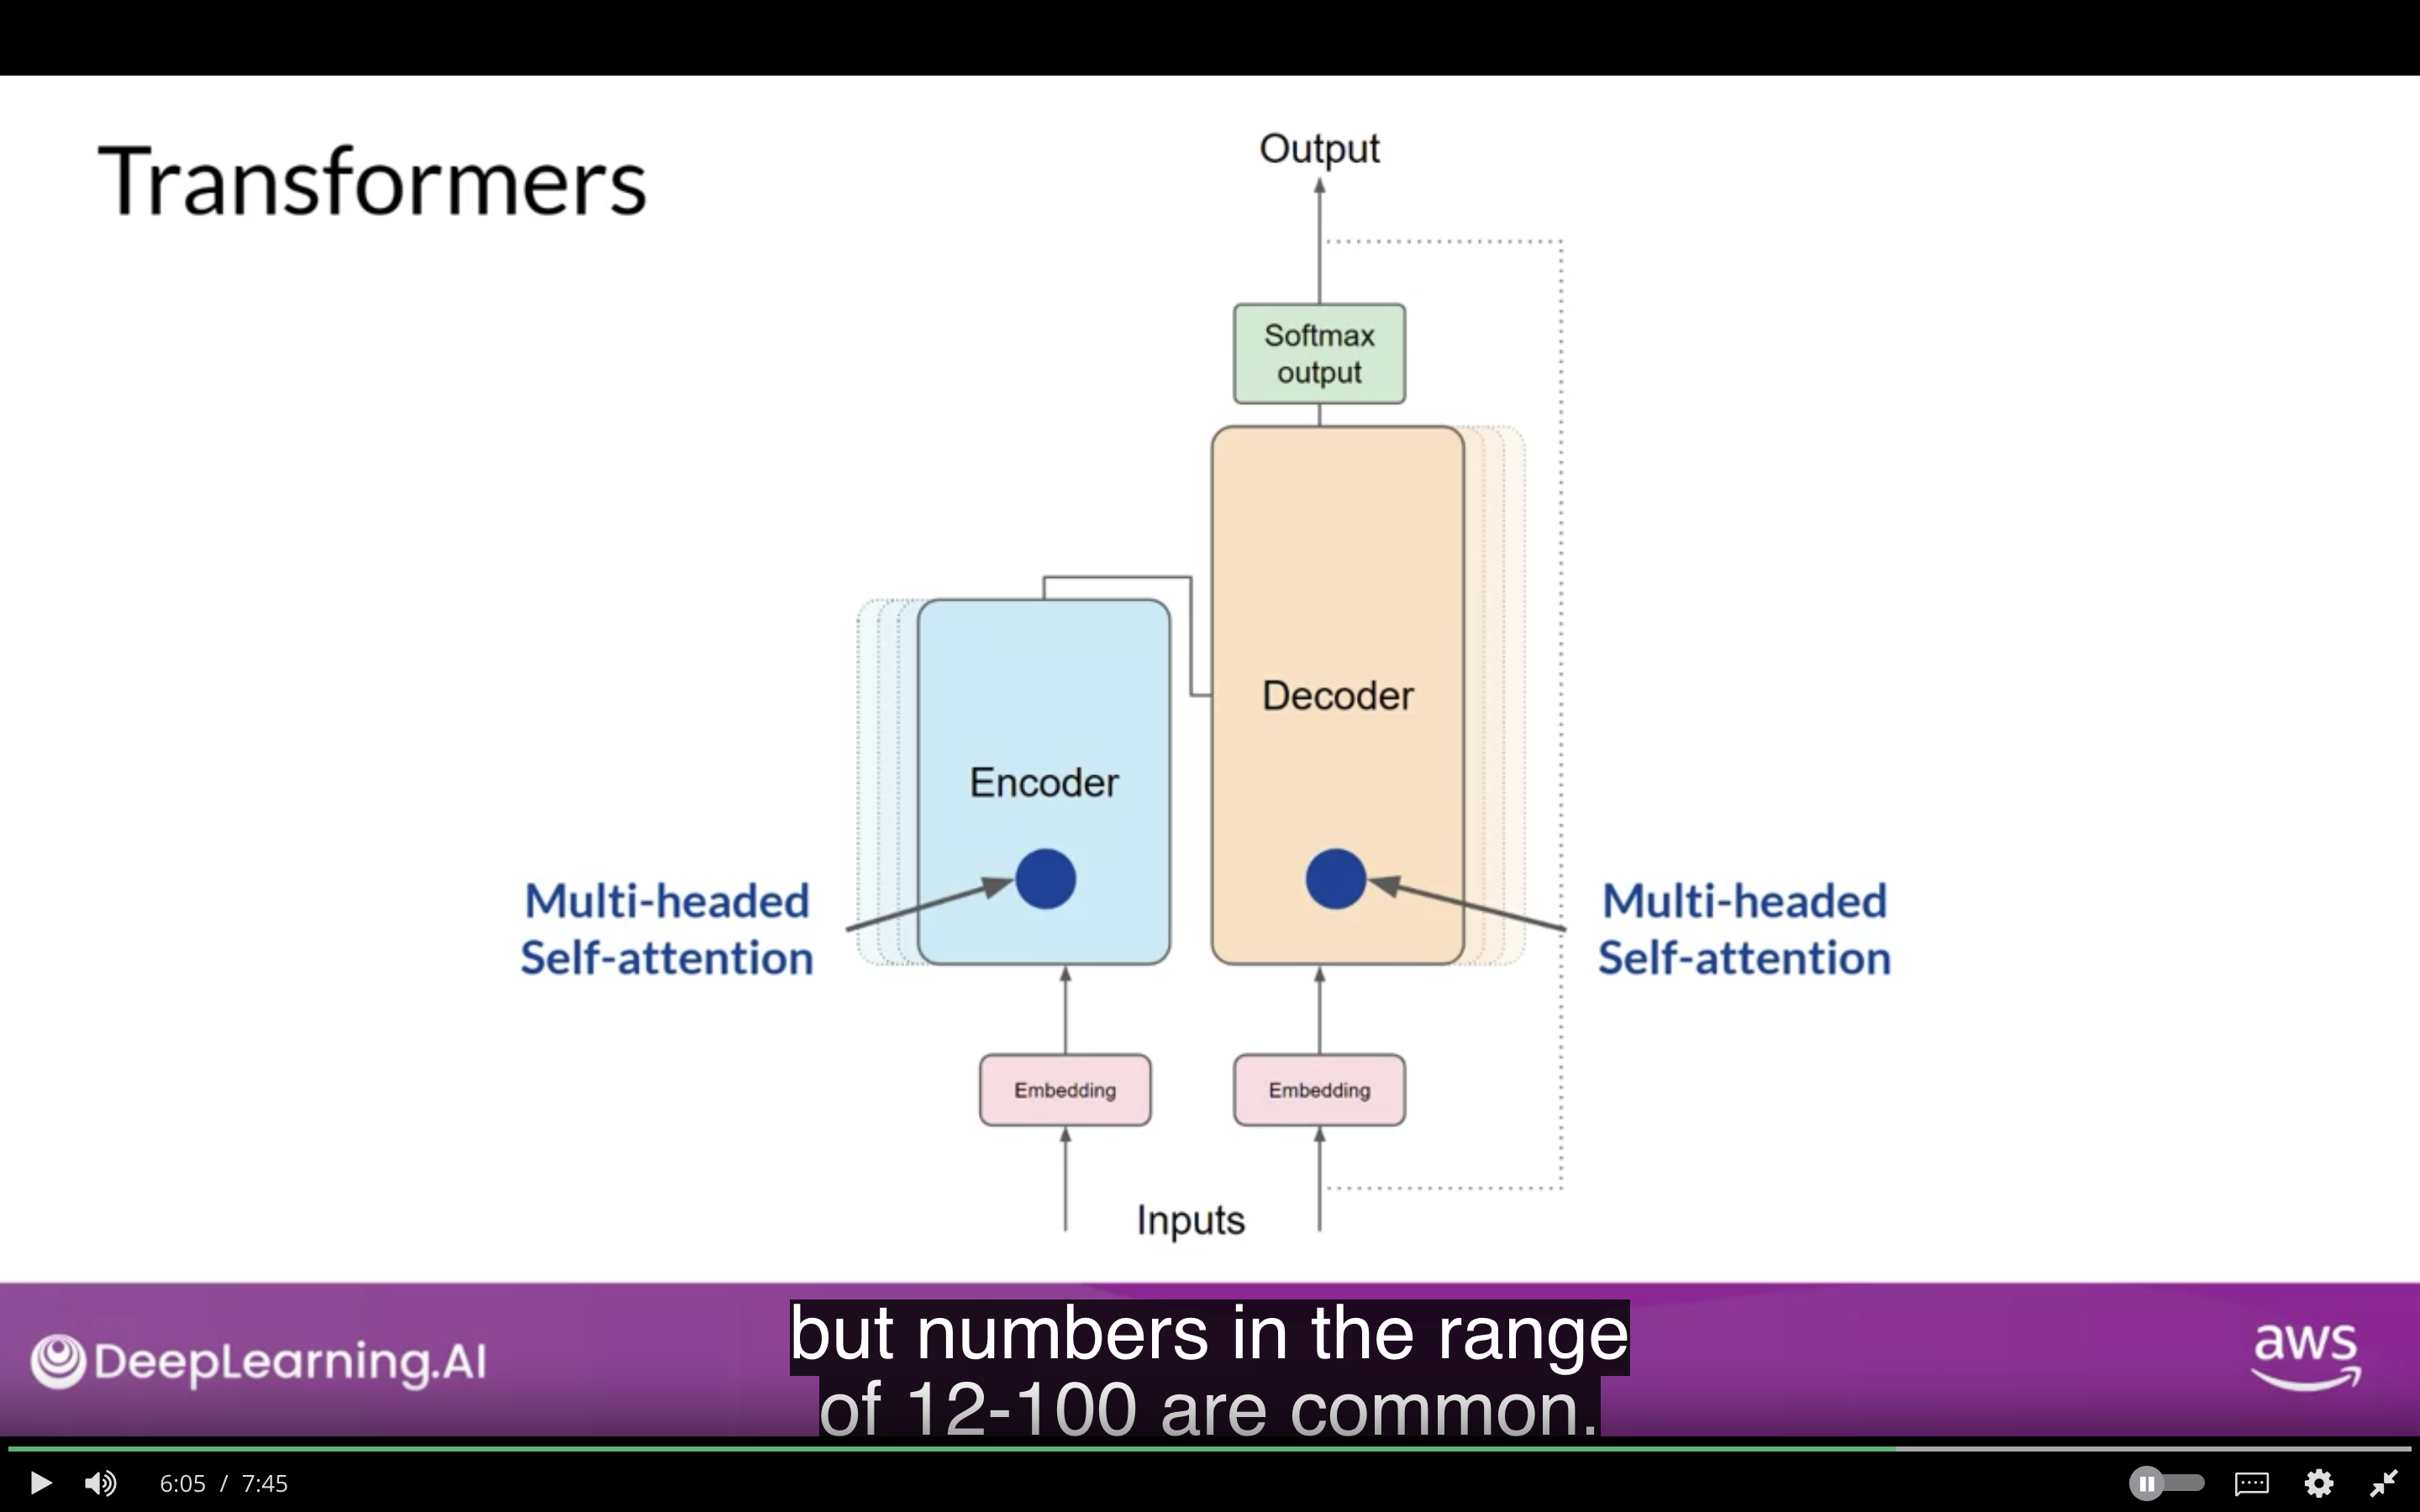 Transformers
Output
Softmax
output
Decoder
Encoder
Multi-headed
Self-attention
Multi-headed
Self-attention
Embedding
Embedding
Inputs
DeepLearning.AI
but numbers in the range
of 12-100 are common.
aws
6:05 / 7:45